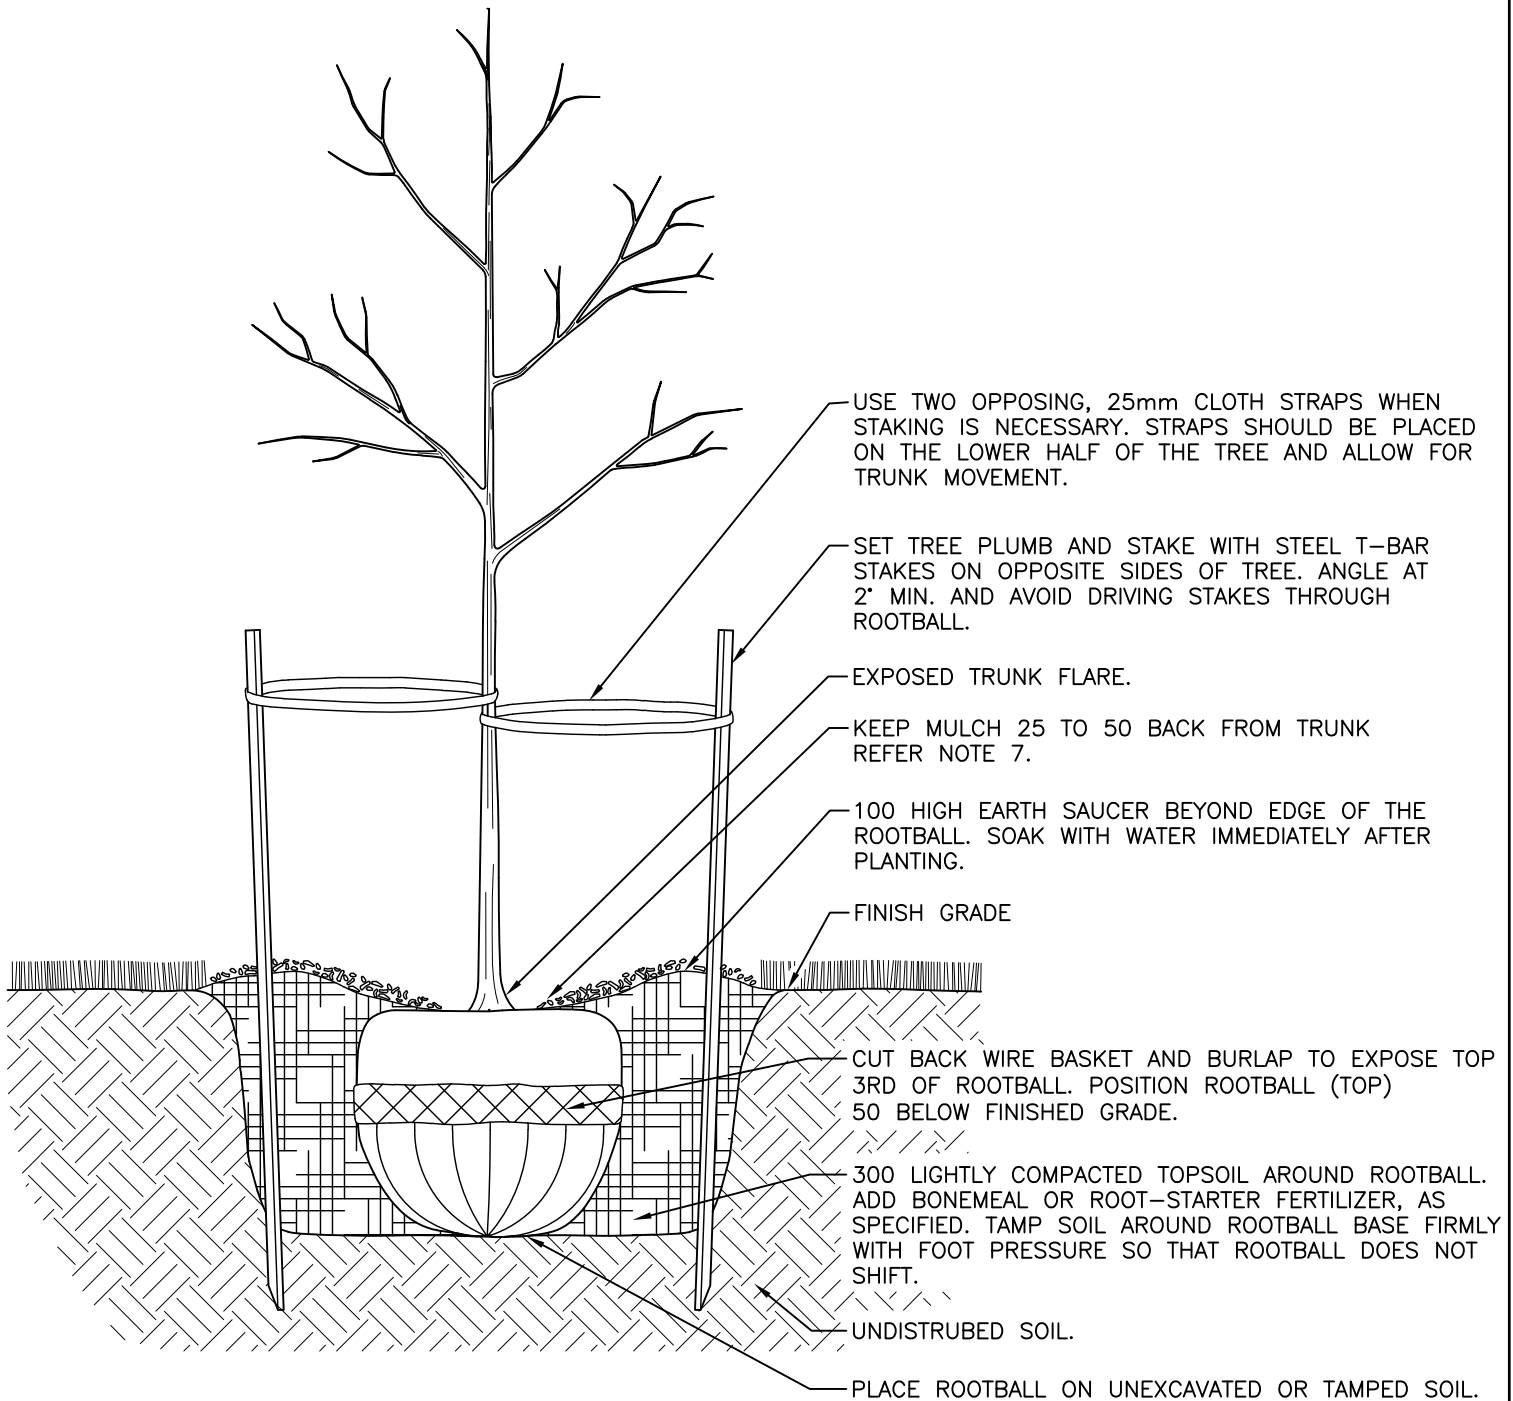 USE TWO OPPOSING, 25mm CLOTH STRAPS WHEN
STAKING IS NECESSARY. STRAPS SHOULD BE PLACED
ON THE LOWER HALF OF THE TREE AND ALLOW FOR
TRUNK MOVEMENT.
SET TREE PLUMB AND STAKE WITH STEEL T-BAR
STAKES ON OPPOSITE SIDES OF TREE. ANGLE AT
2° MIN. AND AVOID DRIVING STAKES THROUGH
ROOTBALL.
EXPOSED TRUNK FLARE.
KEEP MULCH 25 TO 50 BACK FROM TRUNK
REFER NOTE 7.
100 HIGH EARTH SAUCER BEYOND EDGE OF THE
ROOTBALL. SOAK WITH WATER IMMEDIATELY AFTER
PLANTING.
FINISH GRADE
CUT BACK WIRE BASKET AND BURLAP TO EXPOSE TOP
3RD OF ROOTBALL. POSITION ROOTBALL (TOP)
50 BELOW FINISHED GRADE.
300 LIGHTLY COMPACTED TOPSOIL AROUND ROOTBALL.
ADD BONEMEAL OR ROOT-STARTER FERTILIZER, AS
SPECIFIED. TAMP SOIL AROUND ROOTBALL BASE FIRMLY
WITH FOOT PRESSURE SO THAT ROOTBALL DOES NOT
SHIFT.
UNDISTRUBED SOIL.
PLACE ROOTBALL ON UNEXCAVATED OR TAMPED SOIL.